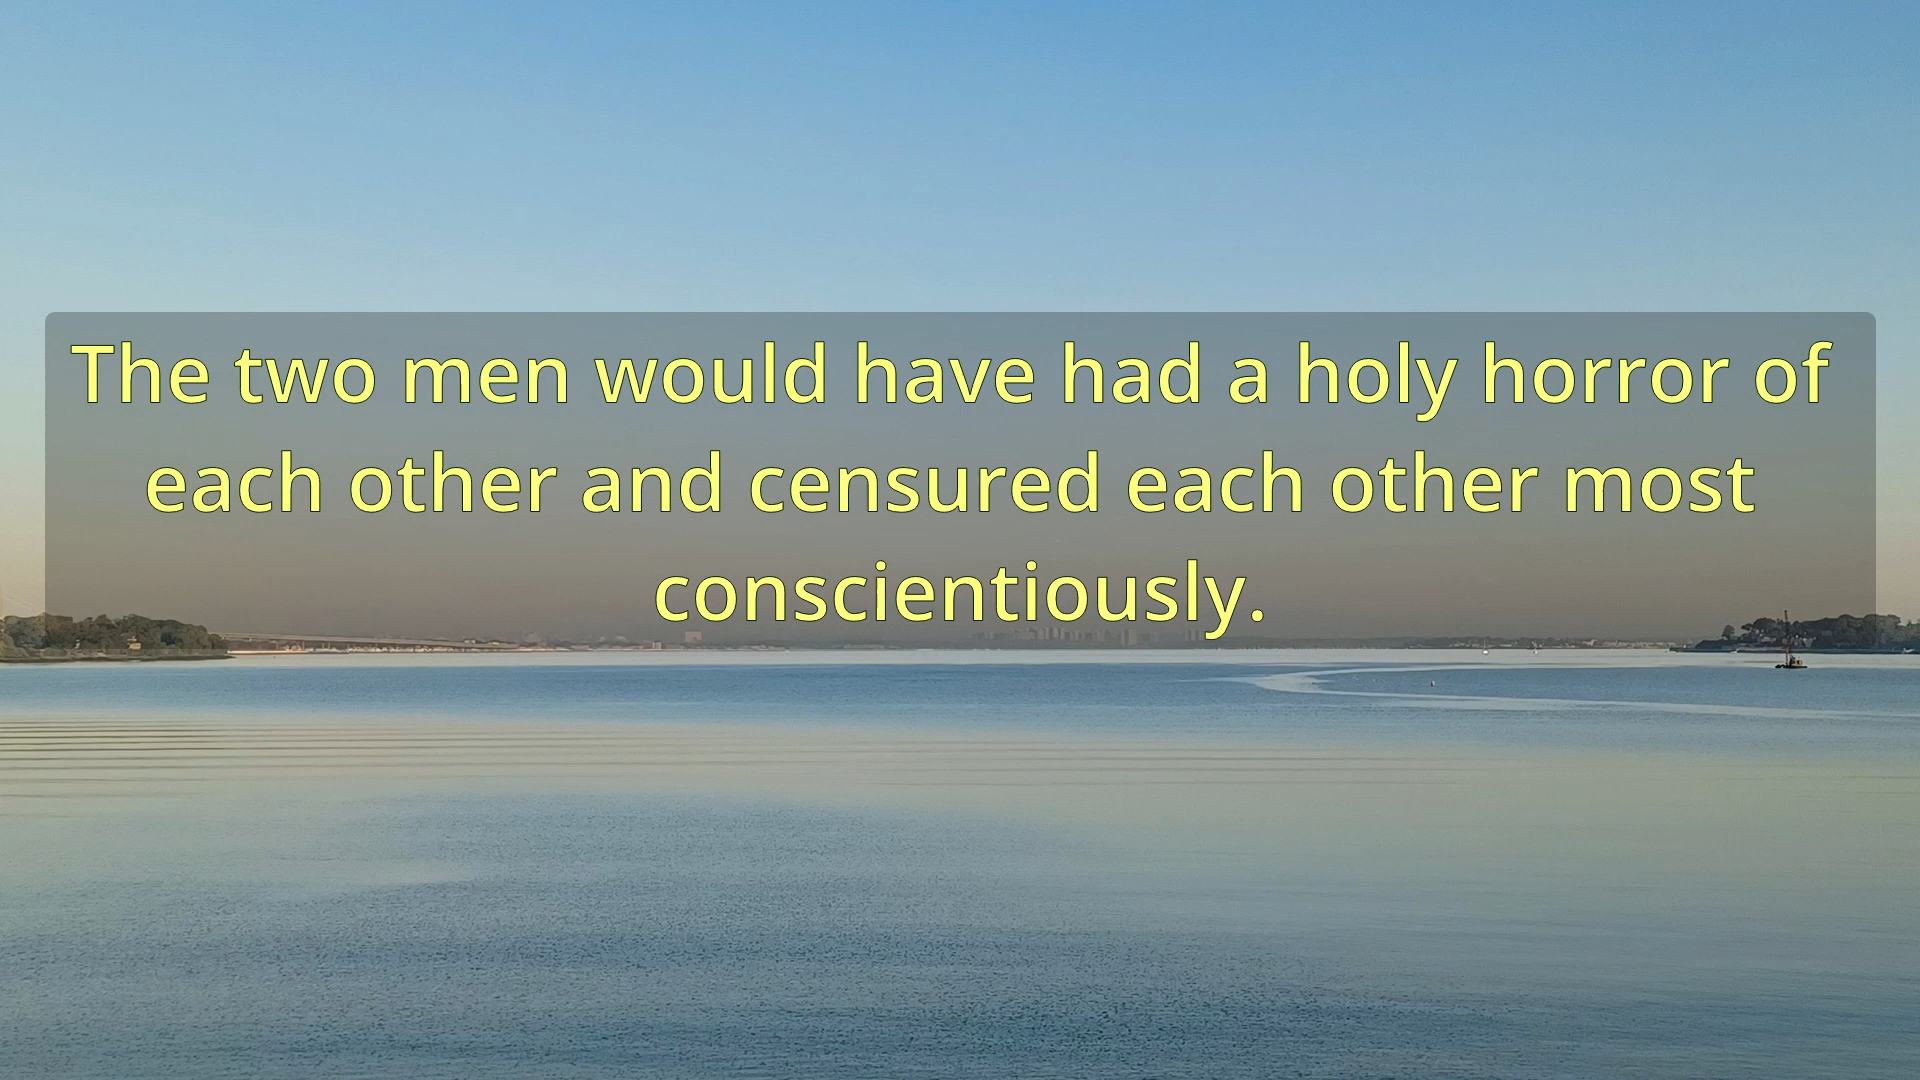 The two men would have had a holy horror of
each other and censured each other most
conscientiously.